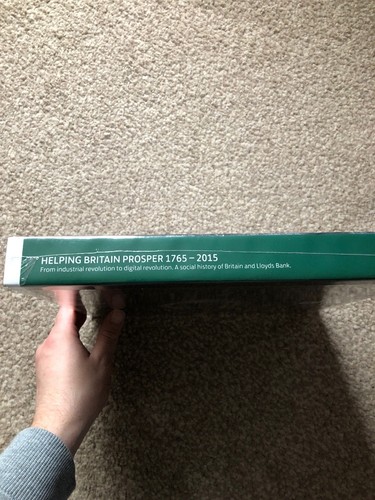 HELPING BRITAIN PROSPER 1765 – 2015
From industrial revolution to digital revolution. A social history of Britain and Lloyds Bank.